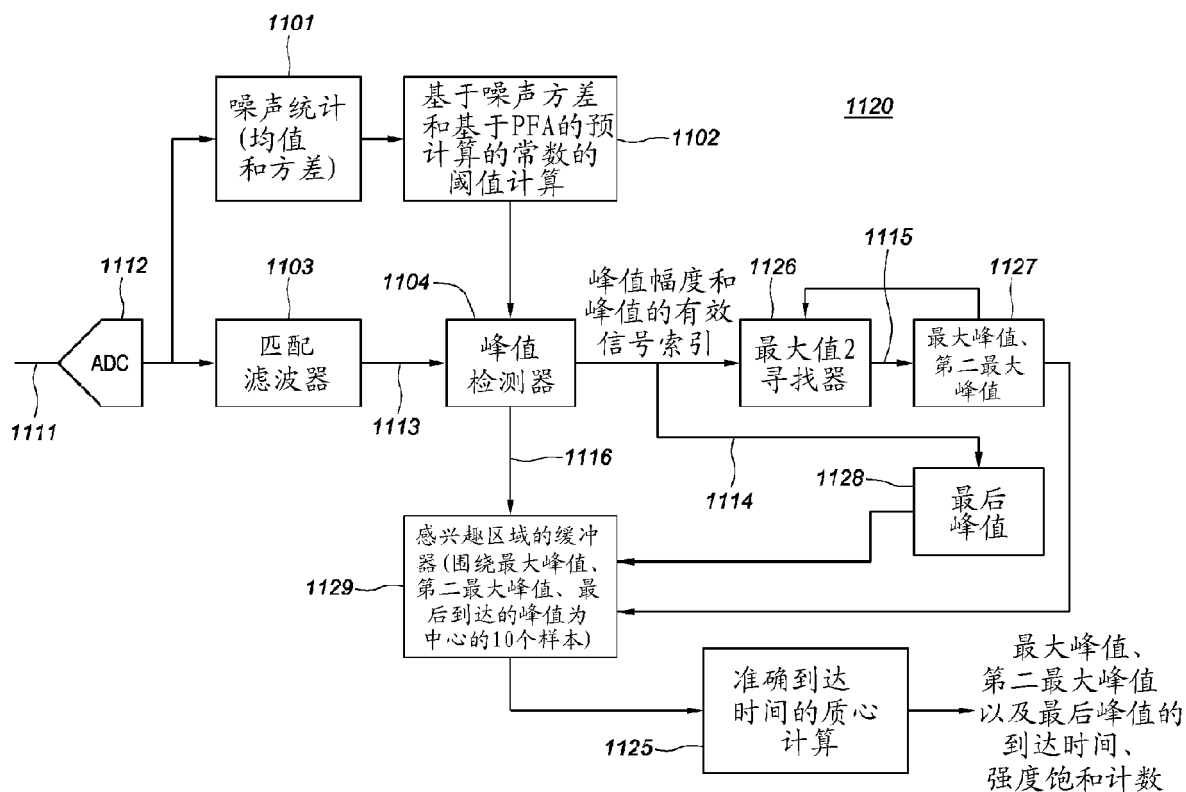 1101
噪声统计
(均值
和方差)
基于噪声方差
和基于PFA的预
计算的常数的
阈值计算
1102
1120
1112
ADC
1111
1103
匹配
滤波器
1113
1104
峰值
检测器
峰值幅度和
峰值的有效
信号索引
1126
最大值2
寻找器
1115
1127
最大峰值、
第二最大
峰值
1116
1114
1128
最后
峰值
感兴趣区域的缓冲
器(围绕最大峰值、
第二最大峰值、最
后到达的峰值为
中心的10个样本)
1129
准确到达
时间的质心
计算
1125
最大峰值、
第二最大峰值
以及最后峰值的
到达时间、
强度饱和计数